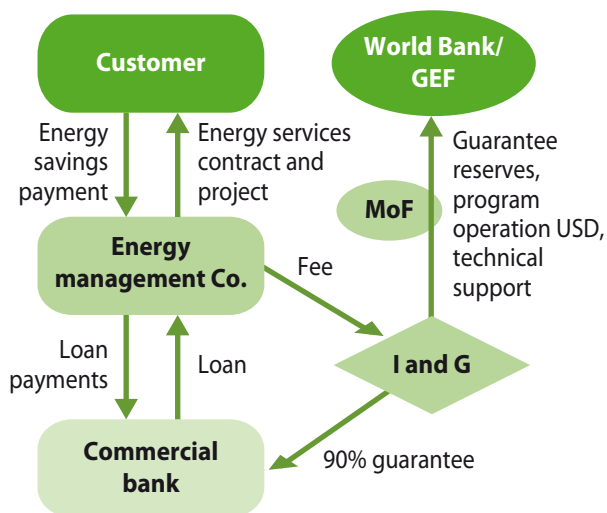 Customer
World Bank/
GEF
Energy
savings
payment
Energy services
contract and
project
Guarantee
reserves,
program
operation USD,
technical
support
MoF
Energy
management Co.
Fee
Loan
payments
Loan
I and G
Commercial
bank
90% guarantee